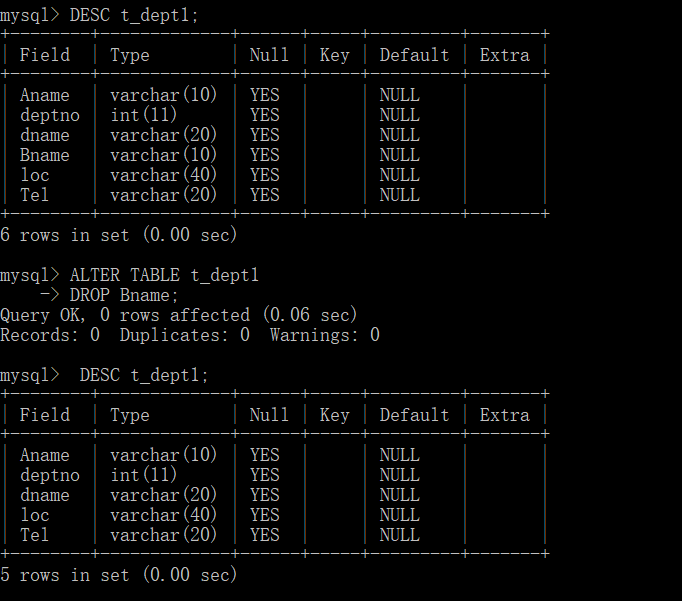 mysql> DESC t_dept1;
+--------+-------------+------+-----+---------+-------+
| Field  | Type        | Null | Key | Default | Extra |
+--------+-------------+------+-----+---------+-------+
| Aname  | varchar(10) | YES  |     | NULL    |       |
| deptno | int(11)     | YES  |     | NULL    |       |
| dname  | varchar(20) | YES  |     | NULL    |       |
| Bname  | varchar(10) | YES  |     | NULL    |       |
| loc    | varchar(40) | YES  |     | NULL    |       |
| Tel    | varchar(20) | YES  |     | NULL    |       |
+--------+-------------+------+-----+---------+-------+
6 rows in set (0.00 sec)
mysql> ALTER TABLE t_dept1
    -> DROP Bname;
Query OK, 0 rows affected (0.06 sec)
Records: 0  Duplicates: 0  Warnings: 0
mysql>  DESC t_dept1;
+--------+-------------+------+-----+---------+-------+
| Field  | Type        | Null | Key | Default | Extra |
+--------+-------------+------+-----+---------+-------+
| Aname  | varchar(10) | YES  |     | NULL    |       |
| deptno | int(11)     | YES  |     | NULL    |       |
| dname  | varchar(20) | YES  |     | NULL    |       |
| loc    | varchar(40) | YES  |     | NULL    |       |
| Tel    | varchar(20) | YES  |     | NULL    |       |
+--------+-------------+------+-----+---------+-------+
5 rows in set (0.00 sec)